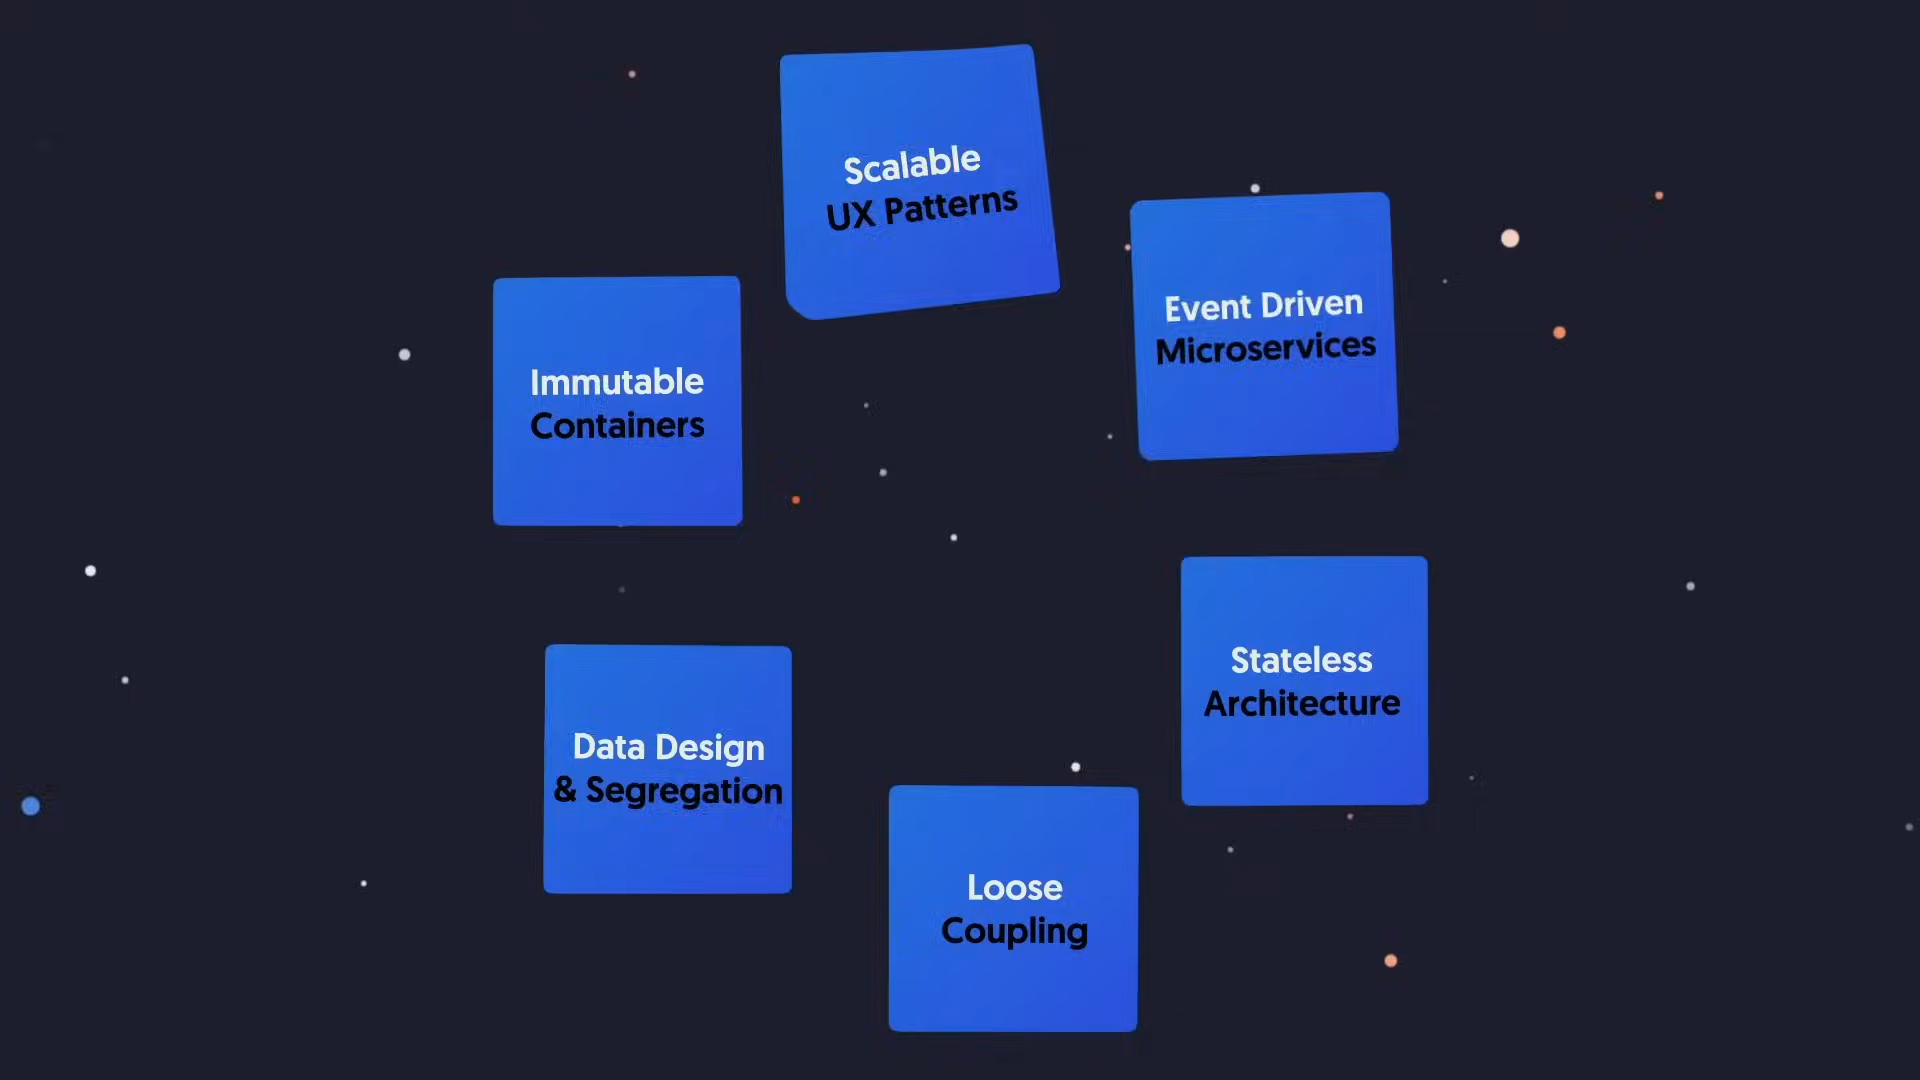 Scalable
UX Patterns
Event Driven
Microservices
Immutable
Containers
Stateless
Architecture
Data Design
& Segregation
Loose
Coupling